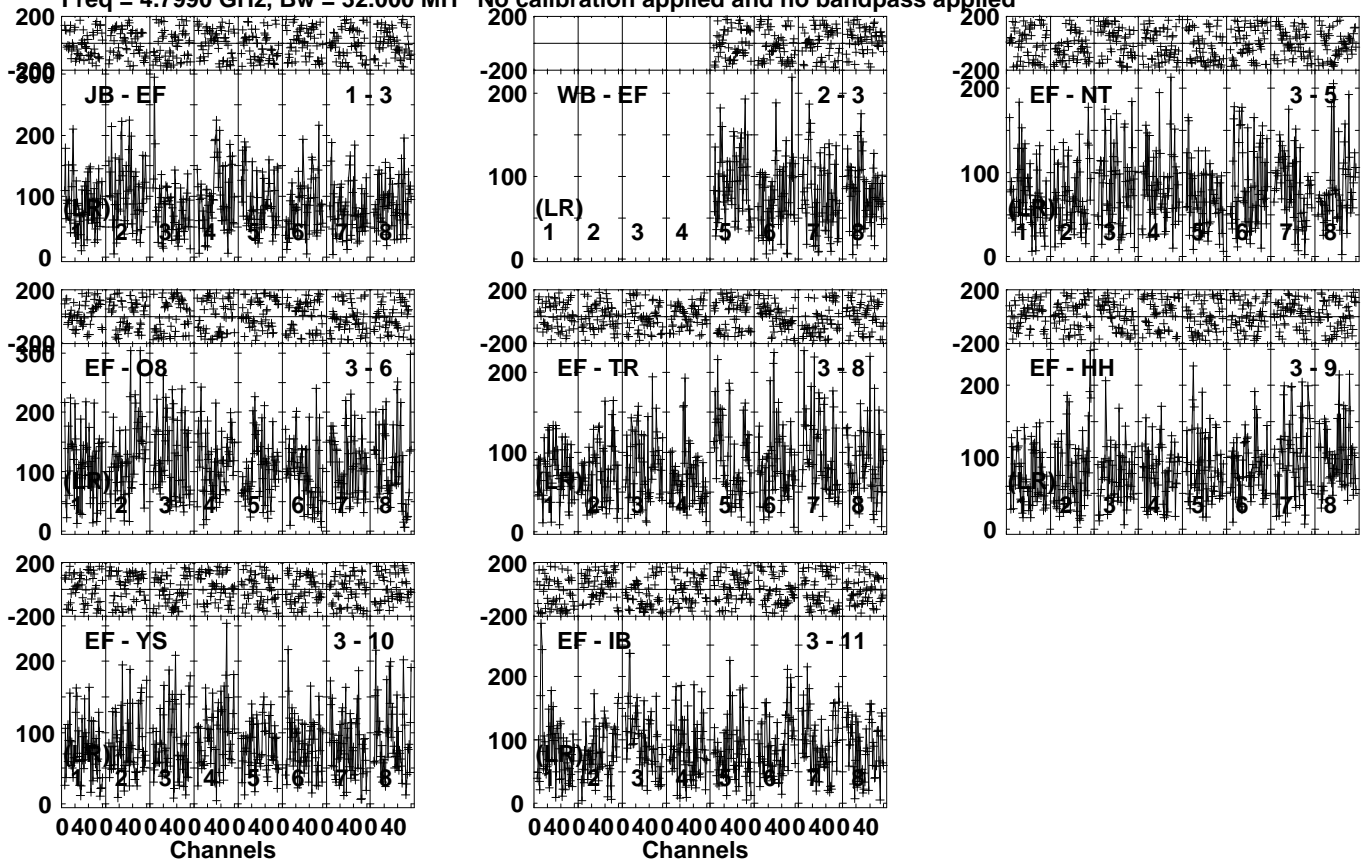 Freq = 4.7990 GHz, Bw = 32.000 MH No calibration applied and no bandpass applied
200
-200
300
200
100
0
JB - EF 1 - 3
(LR)
1 2 3 4 5 6 7 8
200
-200
200
100
0
WB - EF 2 - 3
(LR)
1 2 3 4 5 6 7 8
200
-200
200
100
0
EF - NT 3 - 5
(LR)
1 2 3 4 5 6 7 8
200
-200
300
200
100
0
EF - O8 3 - 6
(LR)
1 2 3 4 5 6 7 8
200
-200
200
100
0
EF - TR 3 - 8
(LR)
1 2 3 4 5 6 7 8
200
-200
200
100
0
EF - HH 3 - 9
(LR)
1 2 3 4 5 6 7 8
200
-200
200
100
0
EF - YS 3 - 10
(LR)
1 2 3 4 5 6 7 8
0 40 0 40 0 40 0 40 0 40 0 40 0 40 0 40
Channels
200
-200
200
100
0
EF - IB 3 - 11
(LR)
1 2 3 4 5 6 7 8
0 40 0 40 0 40 0 40 0 40 0 40 0 40 0 40
Channels